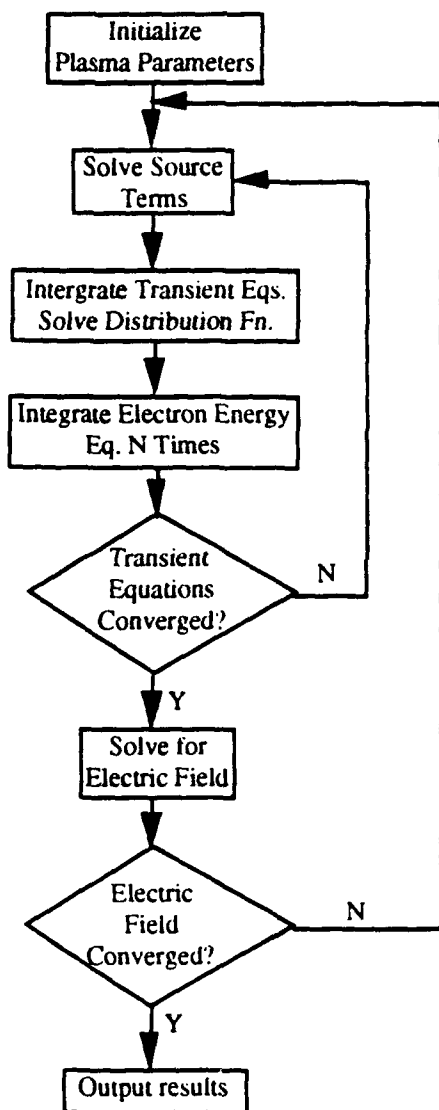 Initialize
Plasma Parameters
Solve Source
Terms
Intergrate Transient Eqs.
Solve Distribution Fn.
Integrate Electron Energy
Eq. N Times
Transient
Equations
Converged?
N
Y
Solve for
Electric Field
Electric
Field
Converged?
N
Y
Output results